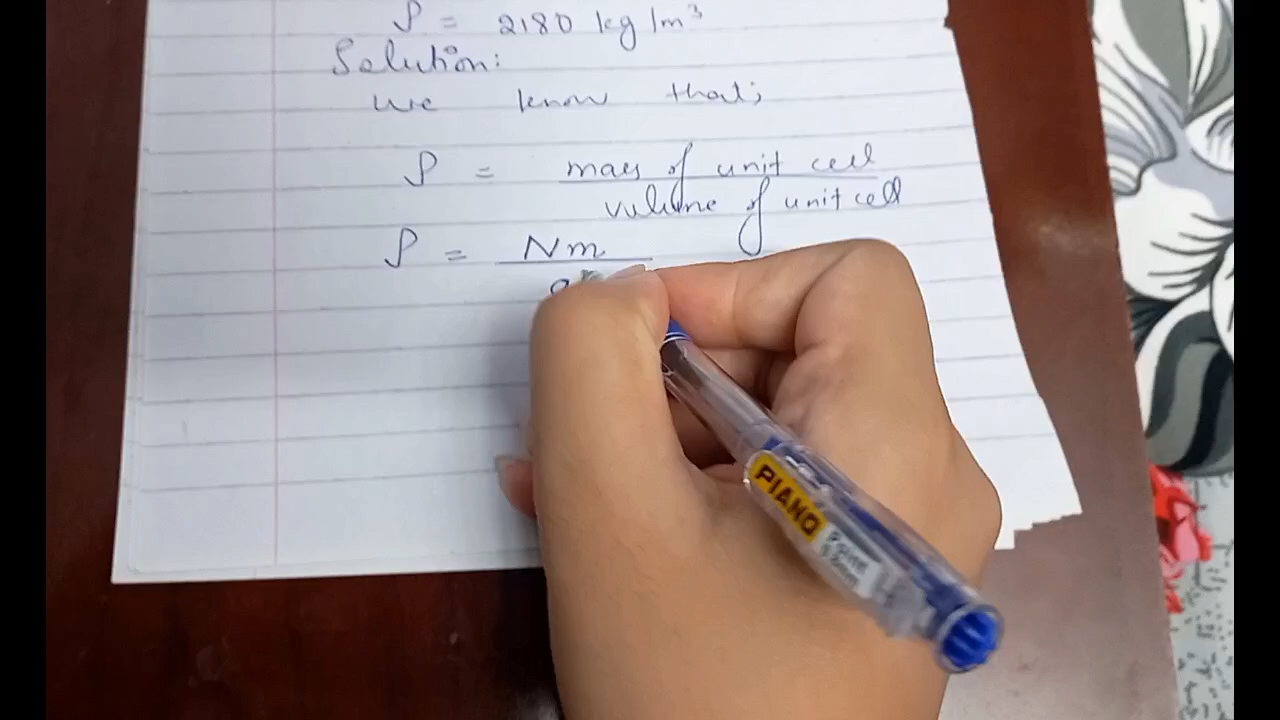 ρ = 2180 kg/m³
Solution:
We know that;
ρ = mass of unit cell
volume of unit cell
ρ = Nm
PIANO